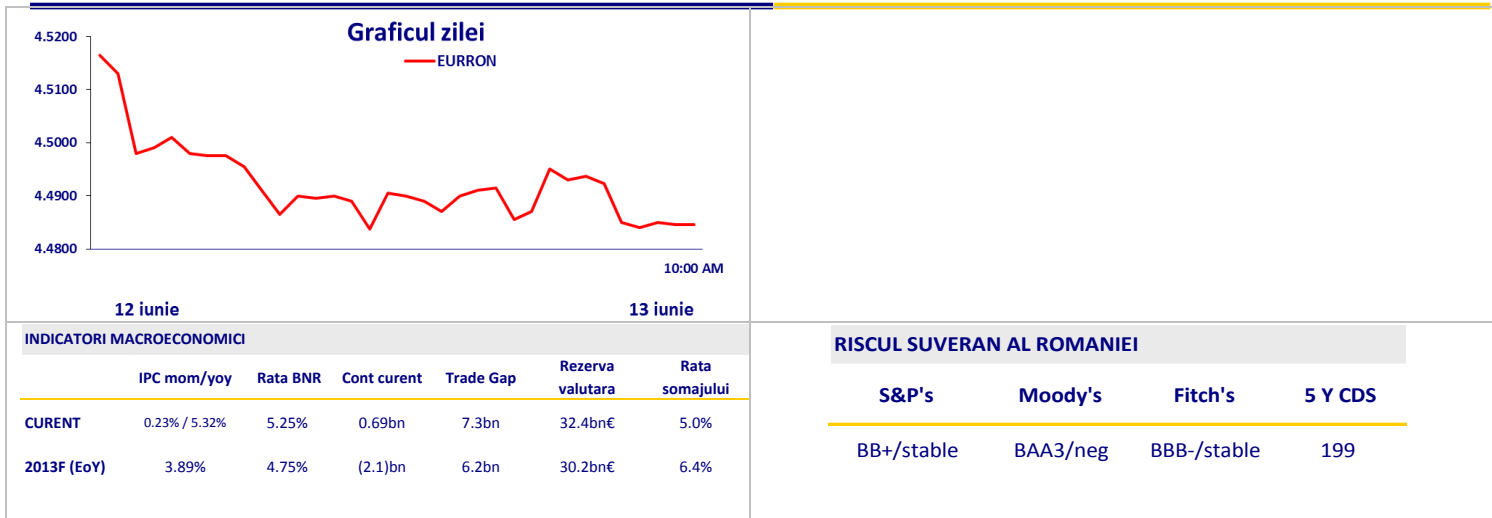 Graficul zilei
EURRON
4.5200
4.5100
4.5000
4.4900
4.4800
10:00 AM
12 iunie 13 iunie
INDICATORI MACROECONOMICI
IPC mom/yoy Rata BNR Cont curent Trade Gap Rezerva valutara Rata somajului
CURENT 0.23% / 5.32% 5.25% 0.69bn 7.3bn 32.4bn€ 5.0%
2013F (EoY) 3.89% 4.75% (2.1)bn 6.2bn 30.2bn€ 6.4%
RISCUL SUVERAN AL ROMANIEI
S&P's Moody's Fitch's 5 Y CDS
BB+/stable BAA3/neg BBB-/stable 199